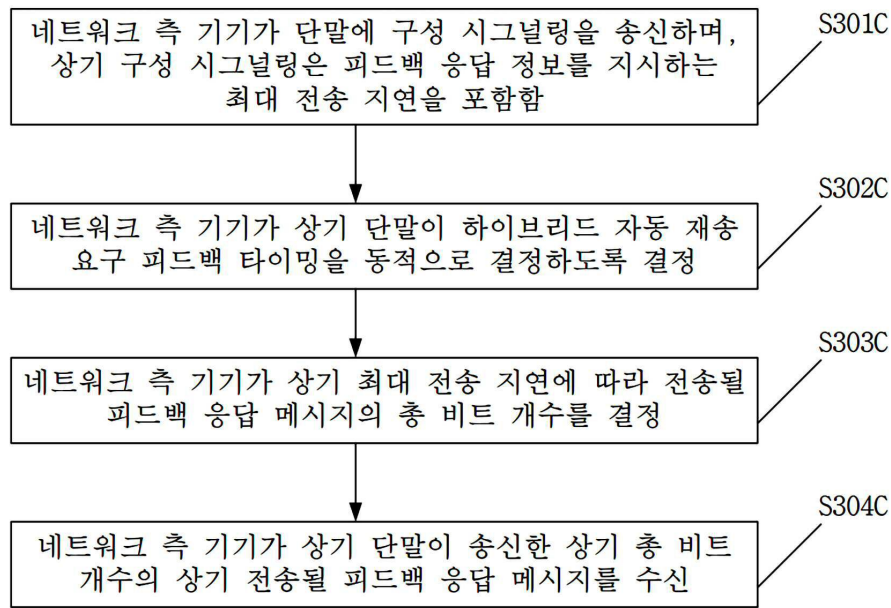 네트워크 측 기기가 단말에 구성 시그널링을 송신하며,
상기 구성 시그널링은 피드백 응답 정보를 지시하는
최대 전송 지연을 포함함
S301C
네트워크 측 기기가 상기 단말이 하이브리드 자동 재송
요구 피드백 타이밍을 동적으로 결정하도록 결정
S302C
네트워크 측 기기가 상기 최대 전송 지연에 따라 전송될
피드백 응답 메시지의 총 비트 개수를 결정
S303C
네트워크 측 기기가 상기 단말이 송신한 상기 총 비트
개수의 상기 전송될 피드백 응답 메시지를 수신
S304C